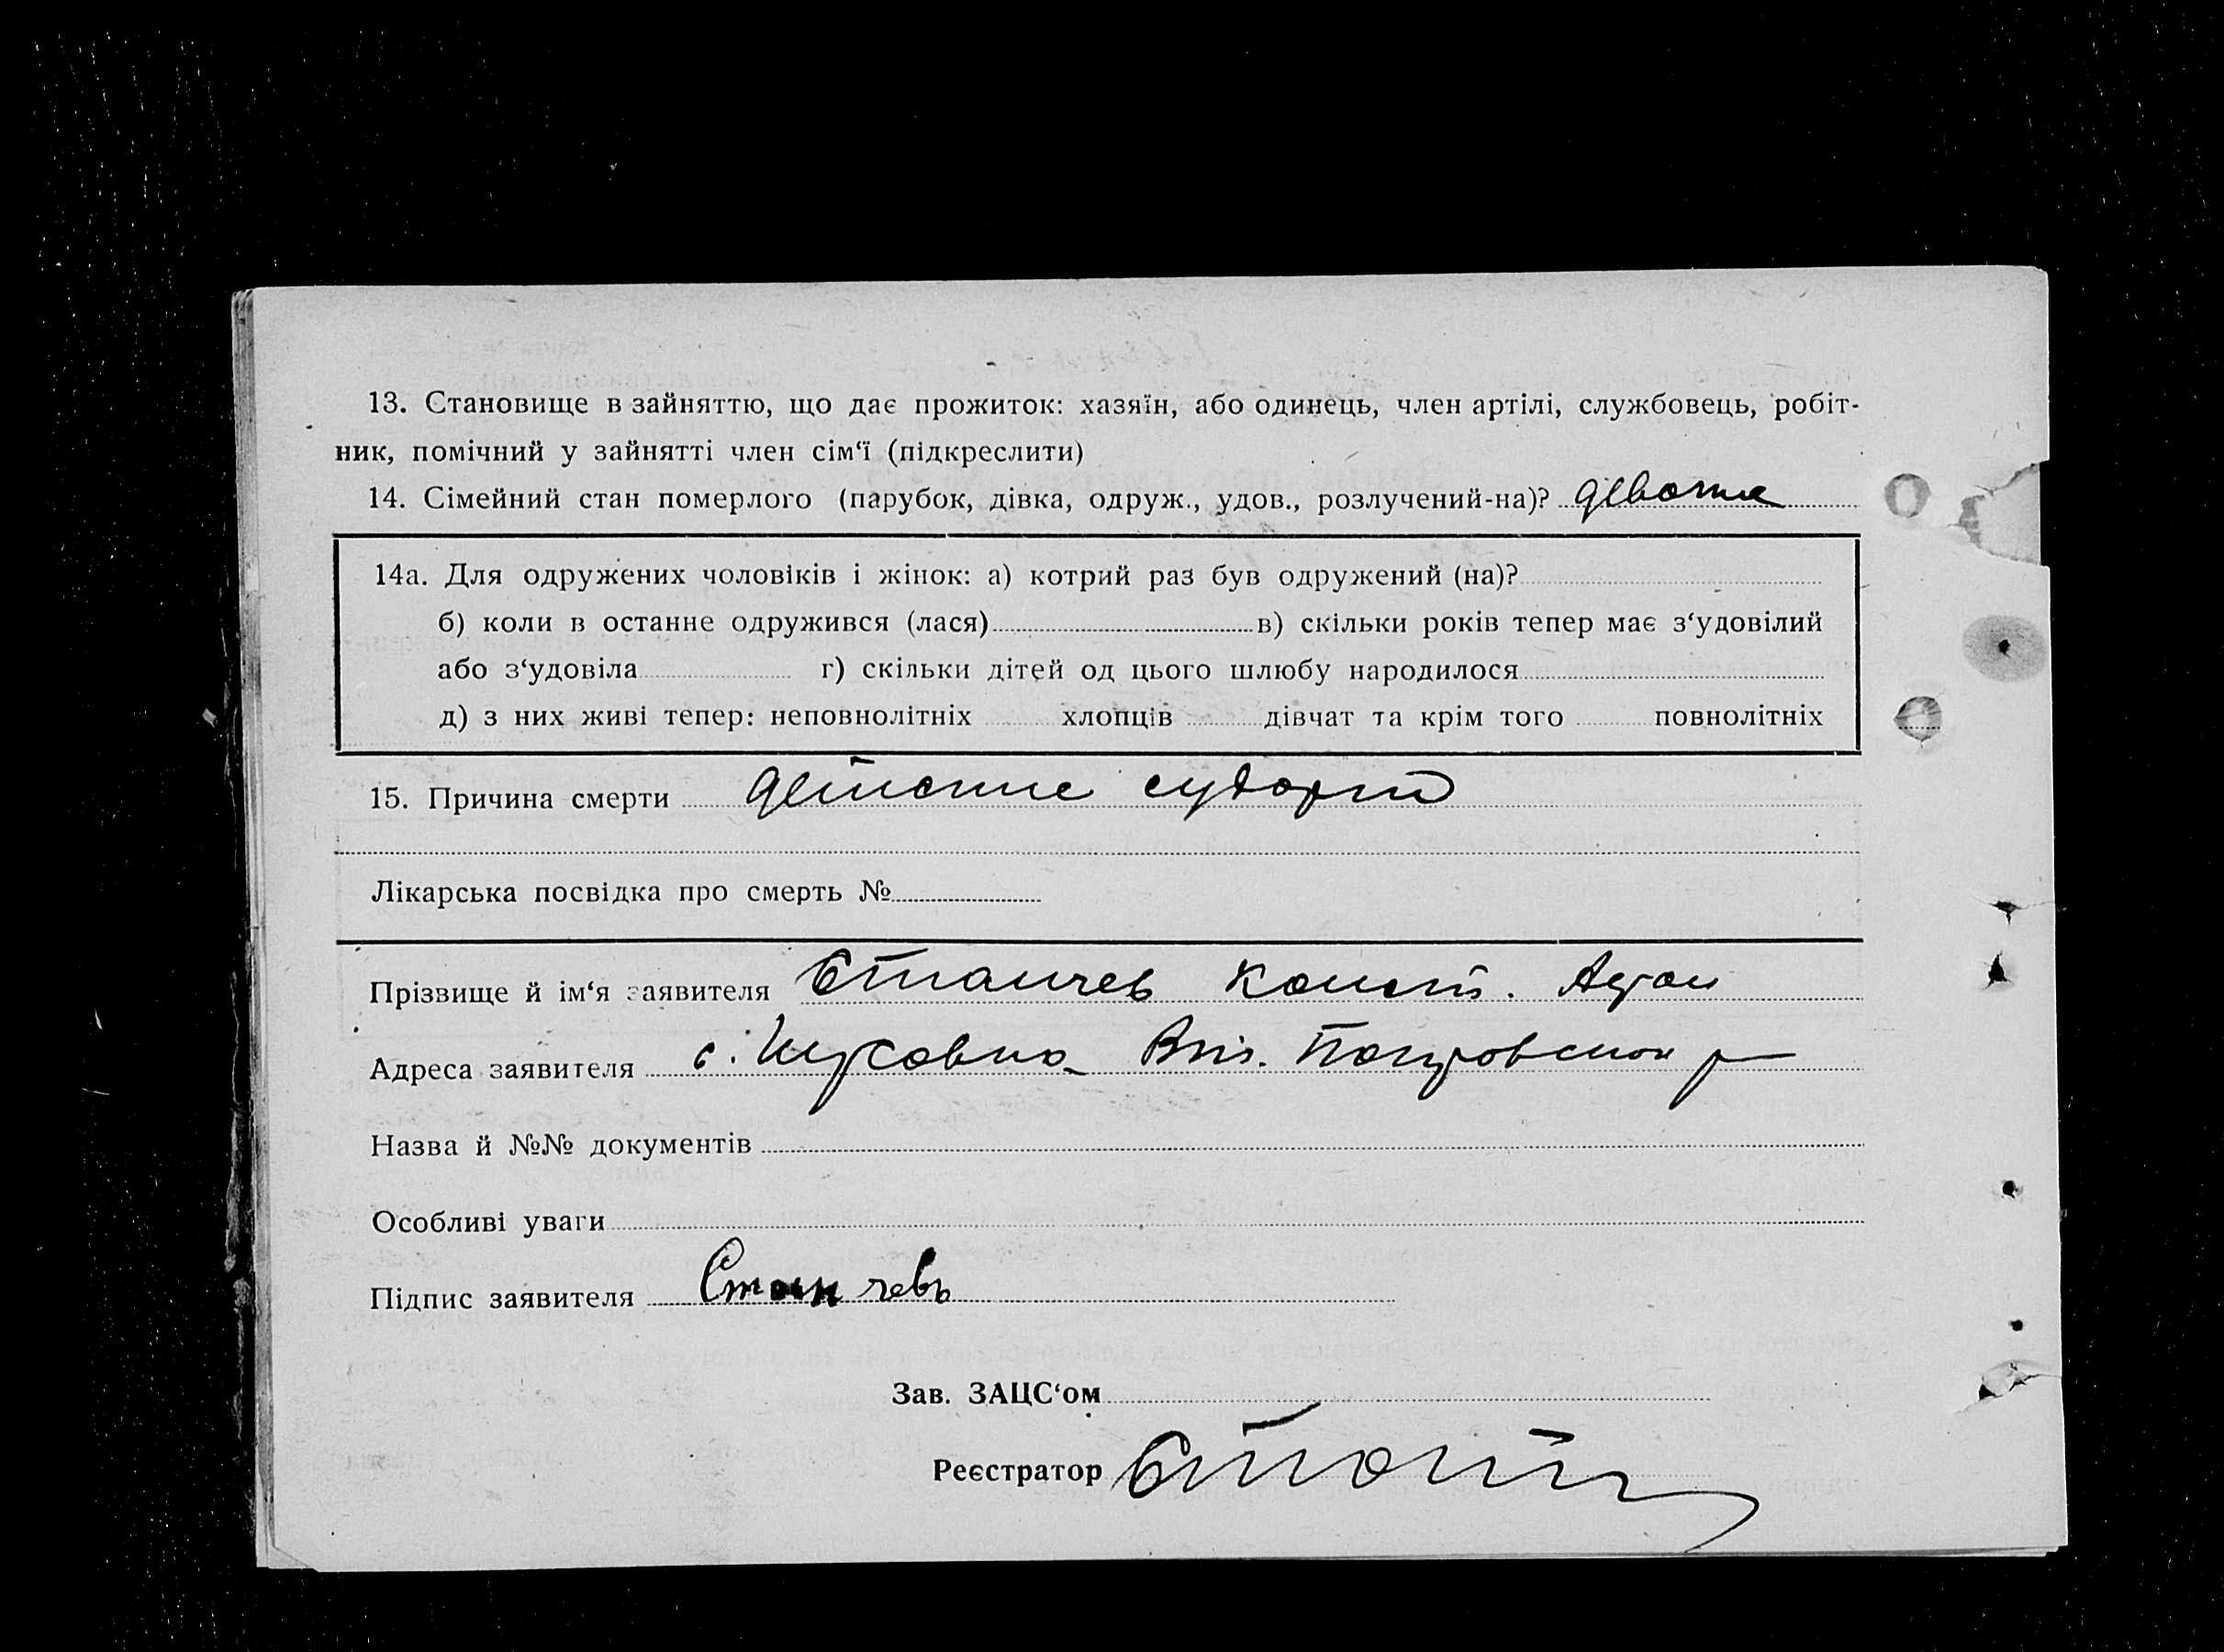 13. Становище в зайняттю, що дає прожиток: хазяїн, або одинець, член артілі, службовець, робіт-
ник, помічний у зайнятті член сім‘ї (підкреслити)
14. Сімейний стан померлого (парубок, дівка, одруж., удов., розлучений-на)?
14а. Для одружених чоловіків і жінок: а) котрий раз був одружений (на)?
б) коли в останне одружився (лася) в) скільки років тепер має з‘удовілий
або з‘удовіла г) скільки дітей од цього шлюбу народилося
д) з них живі тепер: неповнолітніх хлопців дівчат та крім того повнолітніх
15. Причина смерти детские
Лікарська посвідка про смерть №
Прізвище й ім‘я заявителя Станчев Конст.
Адреса заявителя с.
Назва й №№ документів
Особливі уваги
Підпис заявителя Станчевъ
Зав. ЗАЦС‘ом
Реєстратор